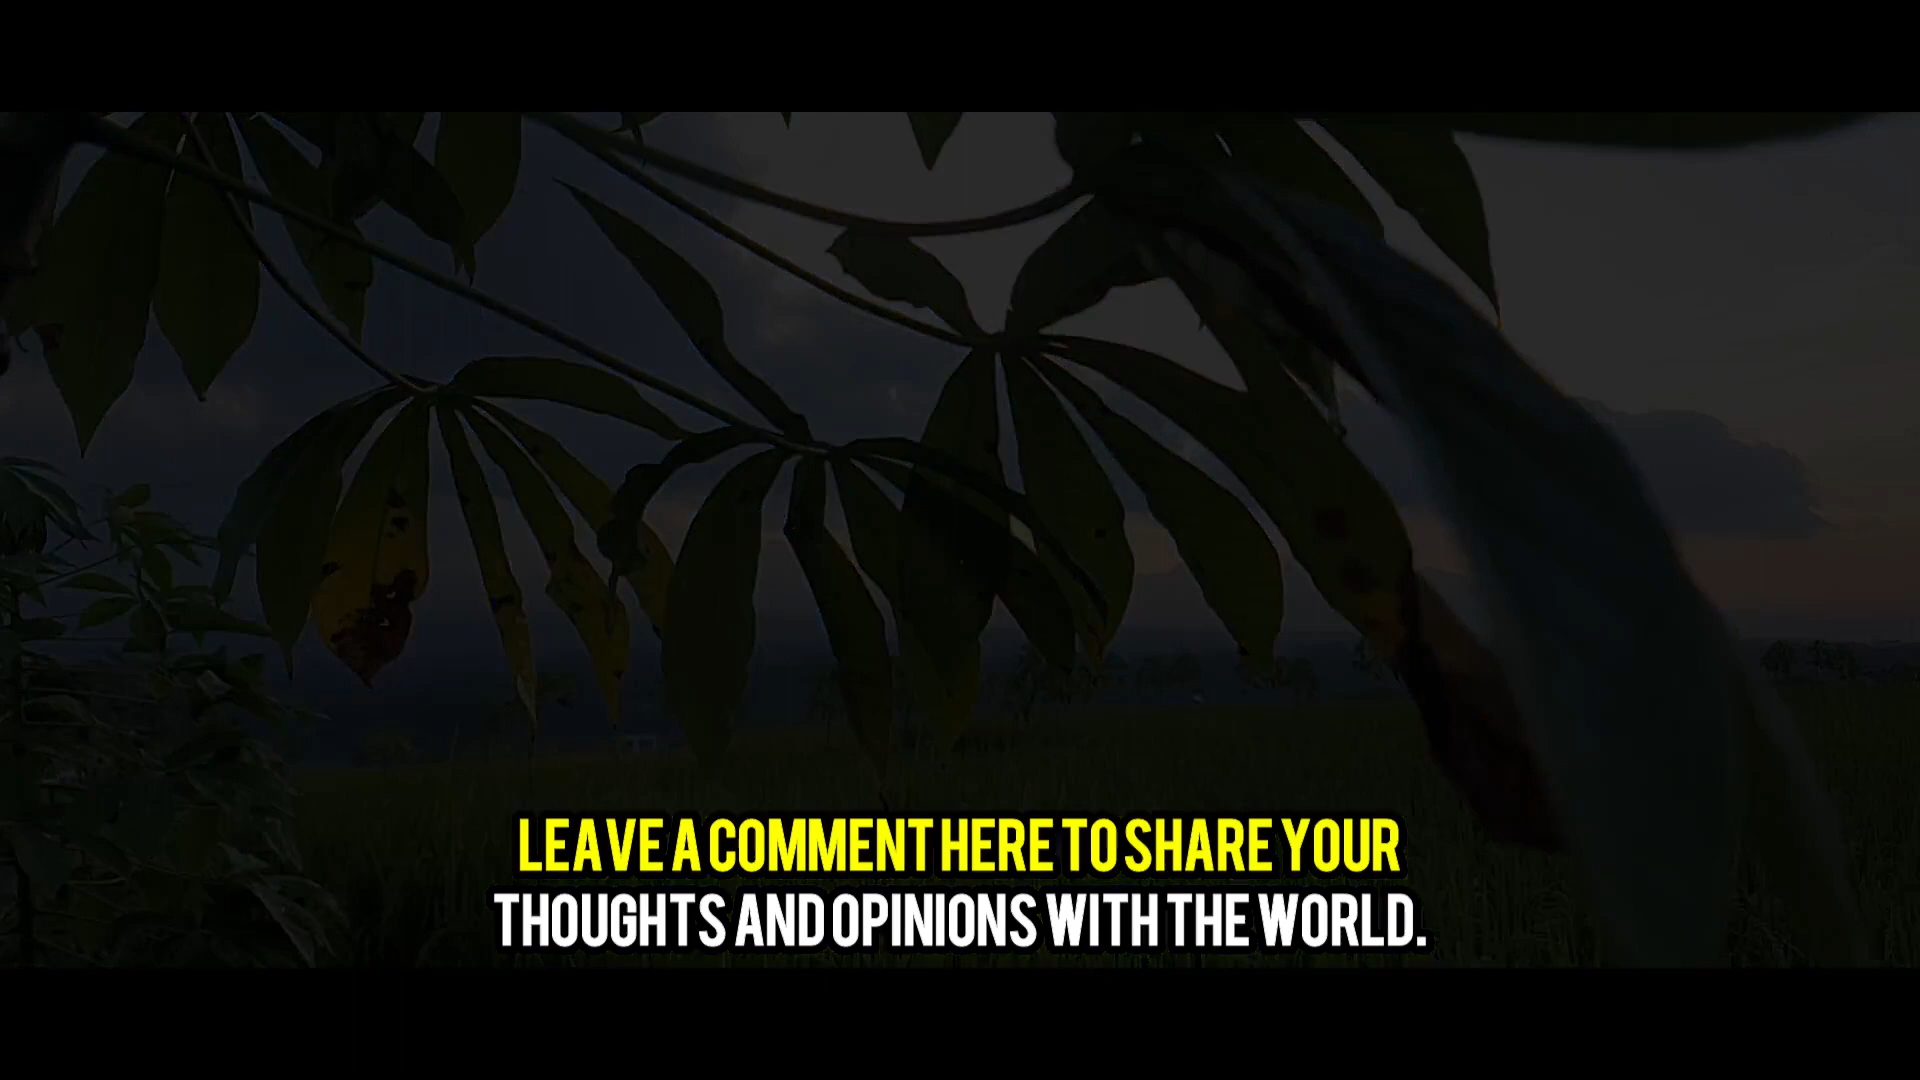 LEAVE A COMMENT HERE TO SHARE YOUR
THOUGHTS AND OPINIONS WITH THE WORLD.